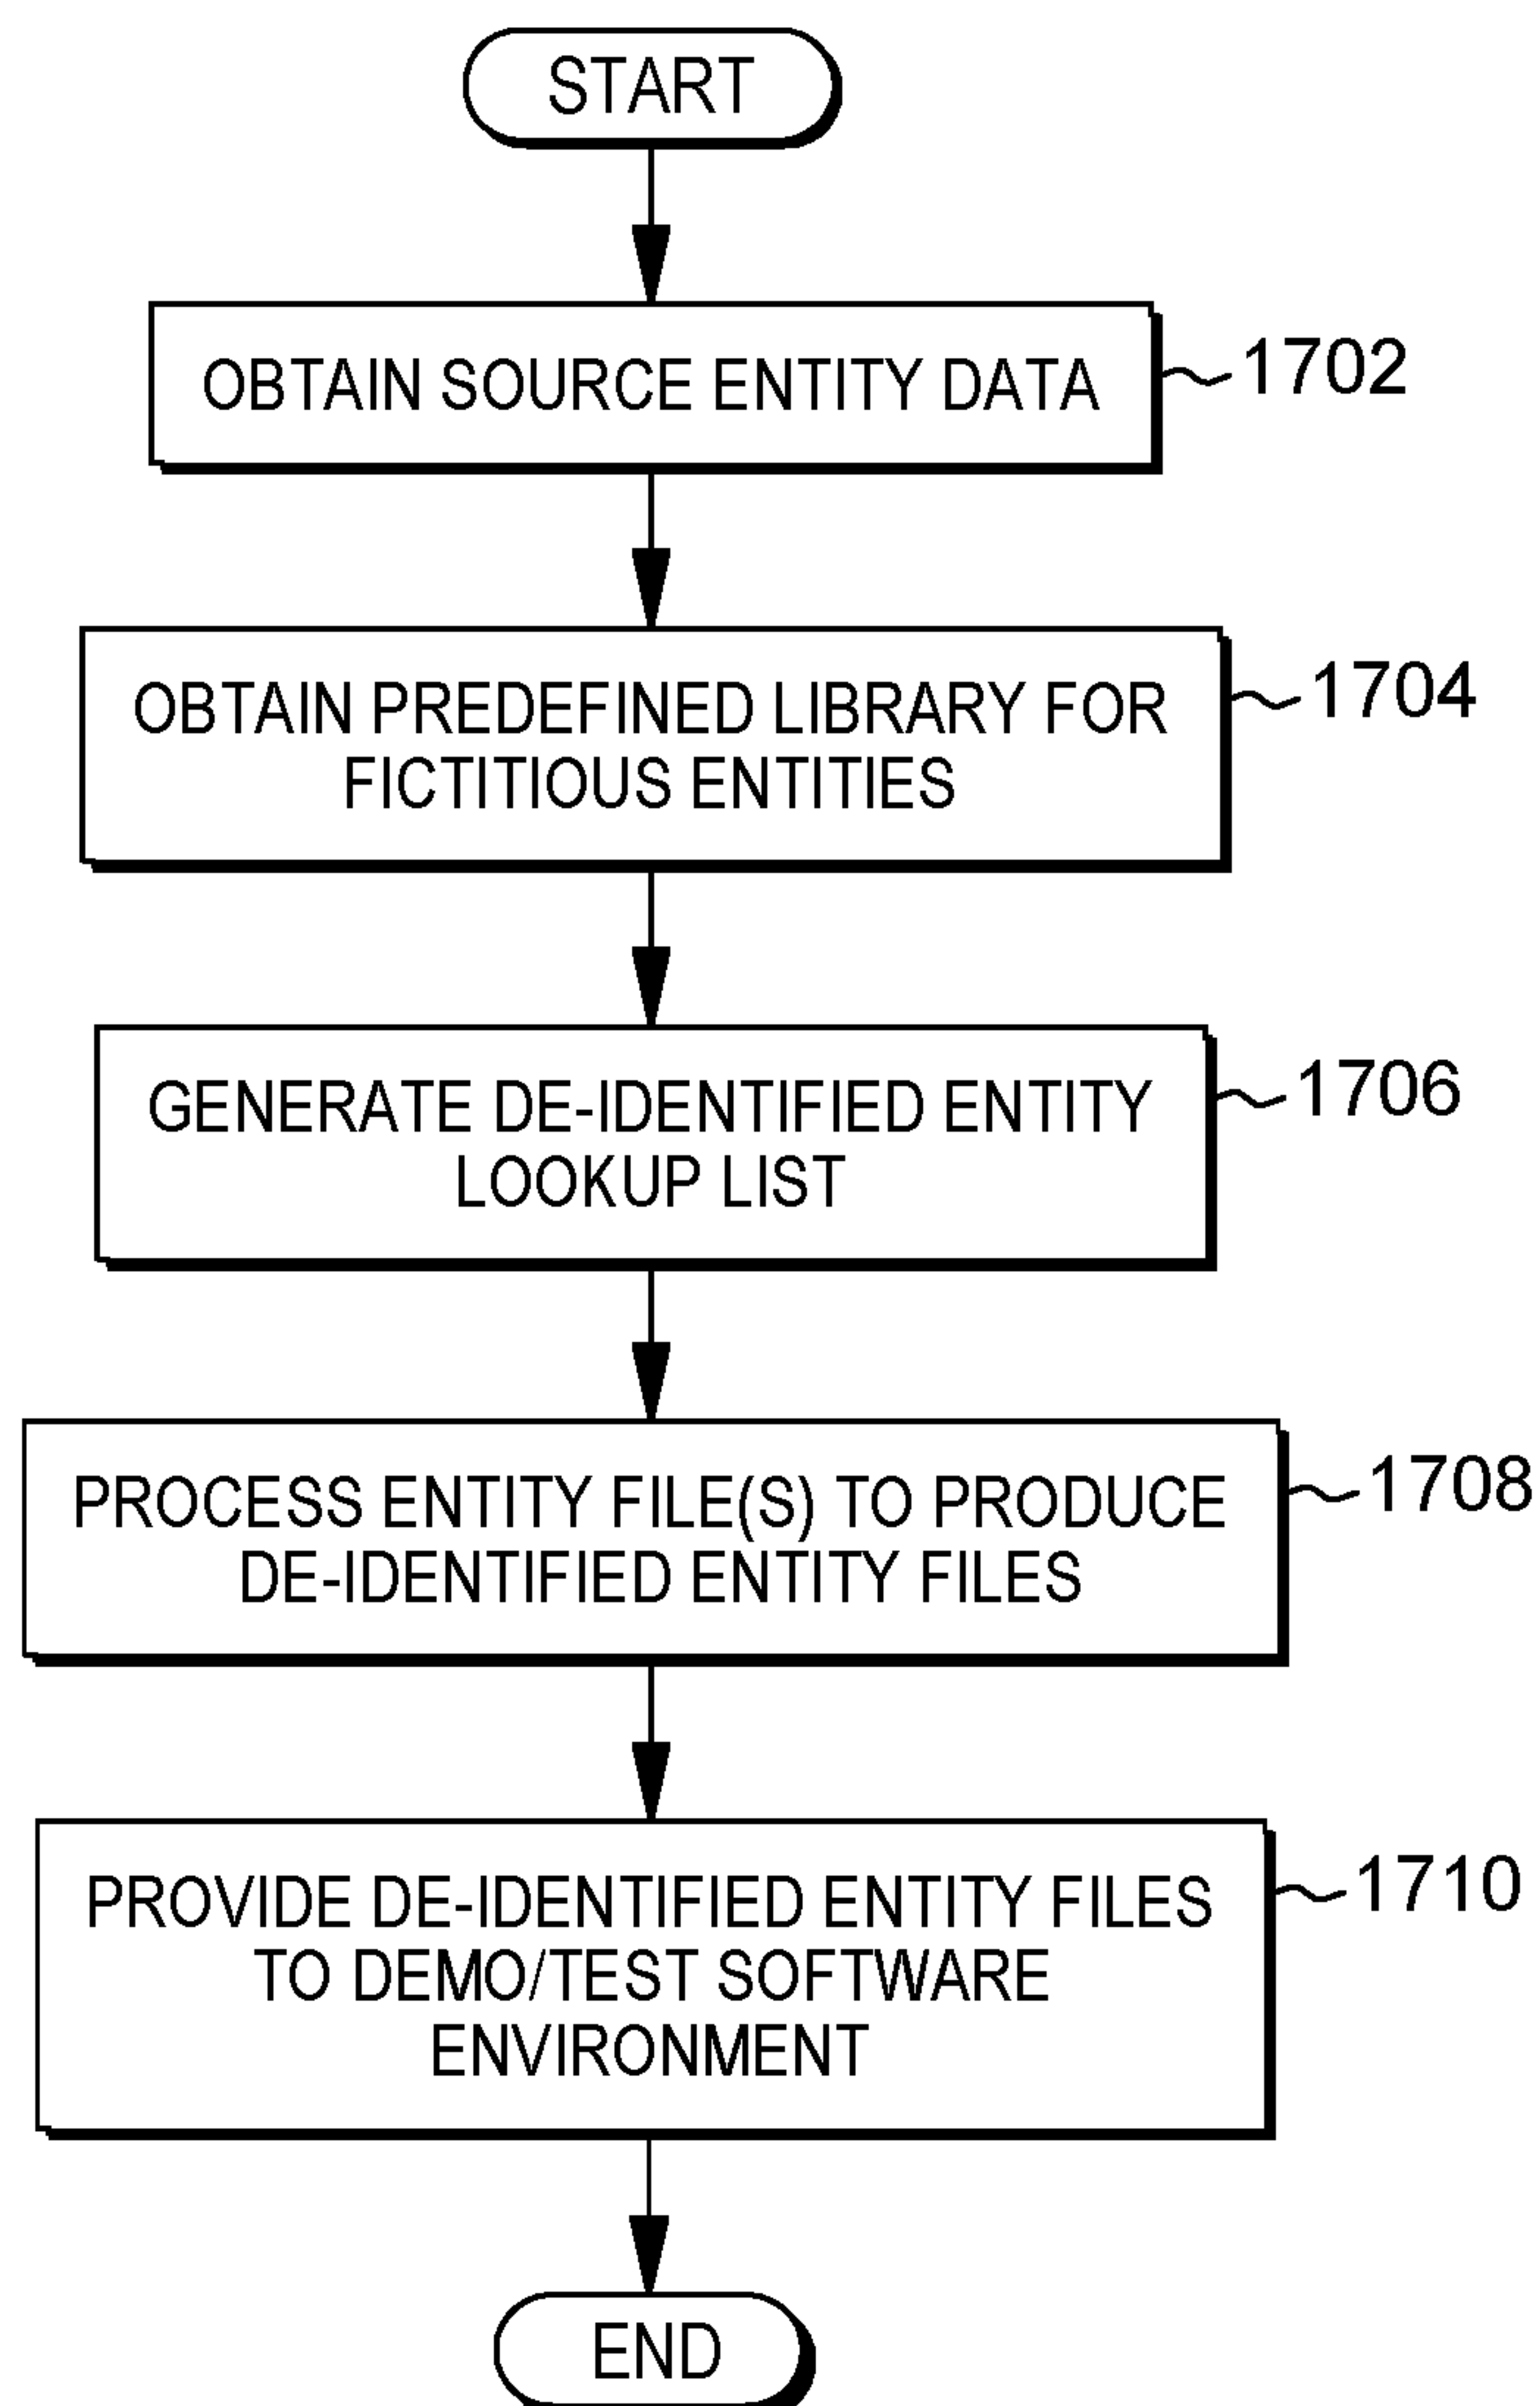 START
OBTAIN SOURCE ENTITY DATA
1702
OBTAIN PREDEFINED LIBRARY FOR
FICTITIOUS ENTITIES
1704
GENERATE DE-IDENTIFIED ENTITY
LOOKUP LIST
1706
PROCESS ENTITY FILE(S) TO PRODUCE
DE-IDENTIFIED ENTITY FILES
1708
PROVIDE DE-IDENTIFIED ENTITY FILES
TO DEMO/TEST SOFTWARE
ENVIRONMENT
1710
END